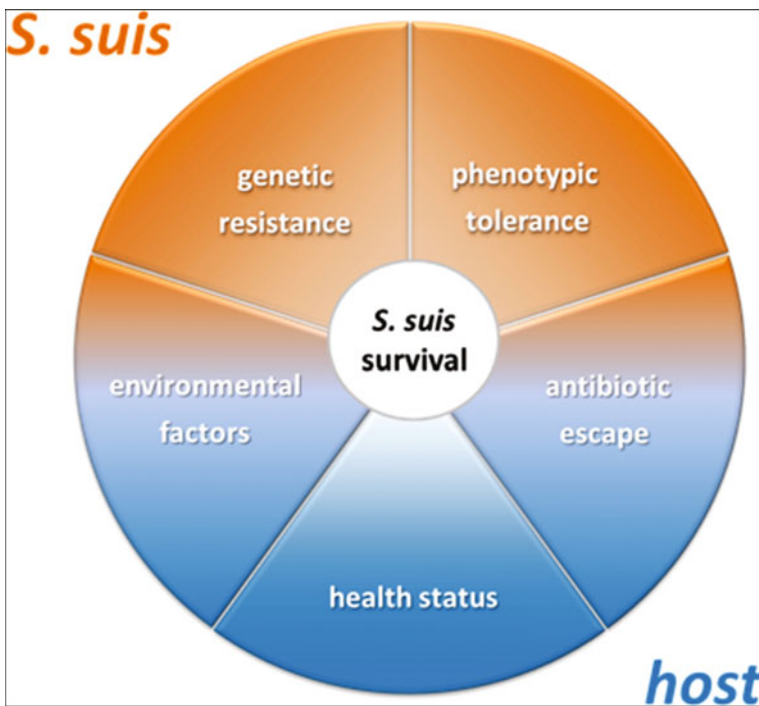 S. suis
genetic
resistance
phenotypic
tolerance
S. suis
survival
environmental
factors
antibiotic
escape
health status
host